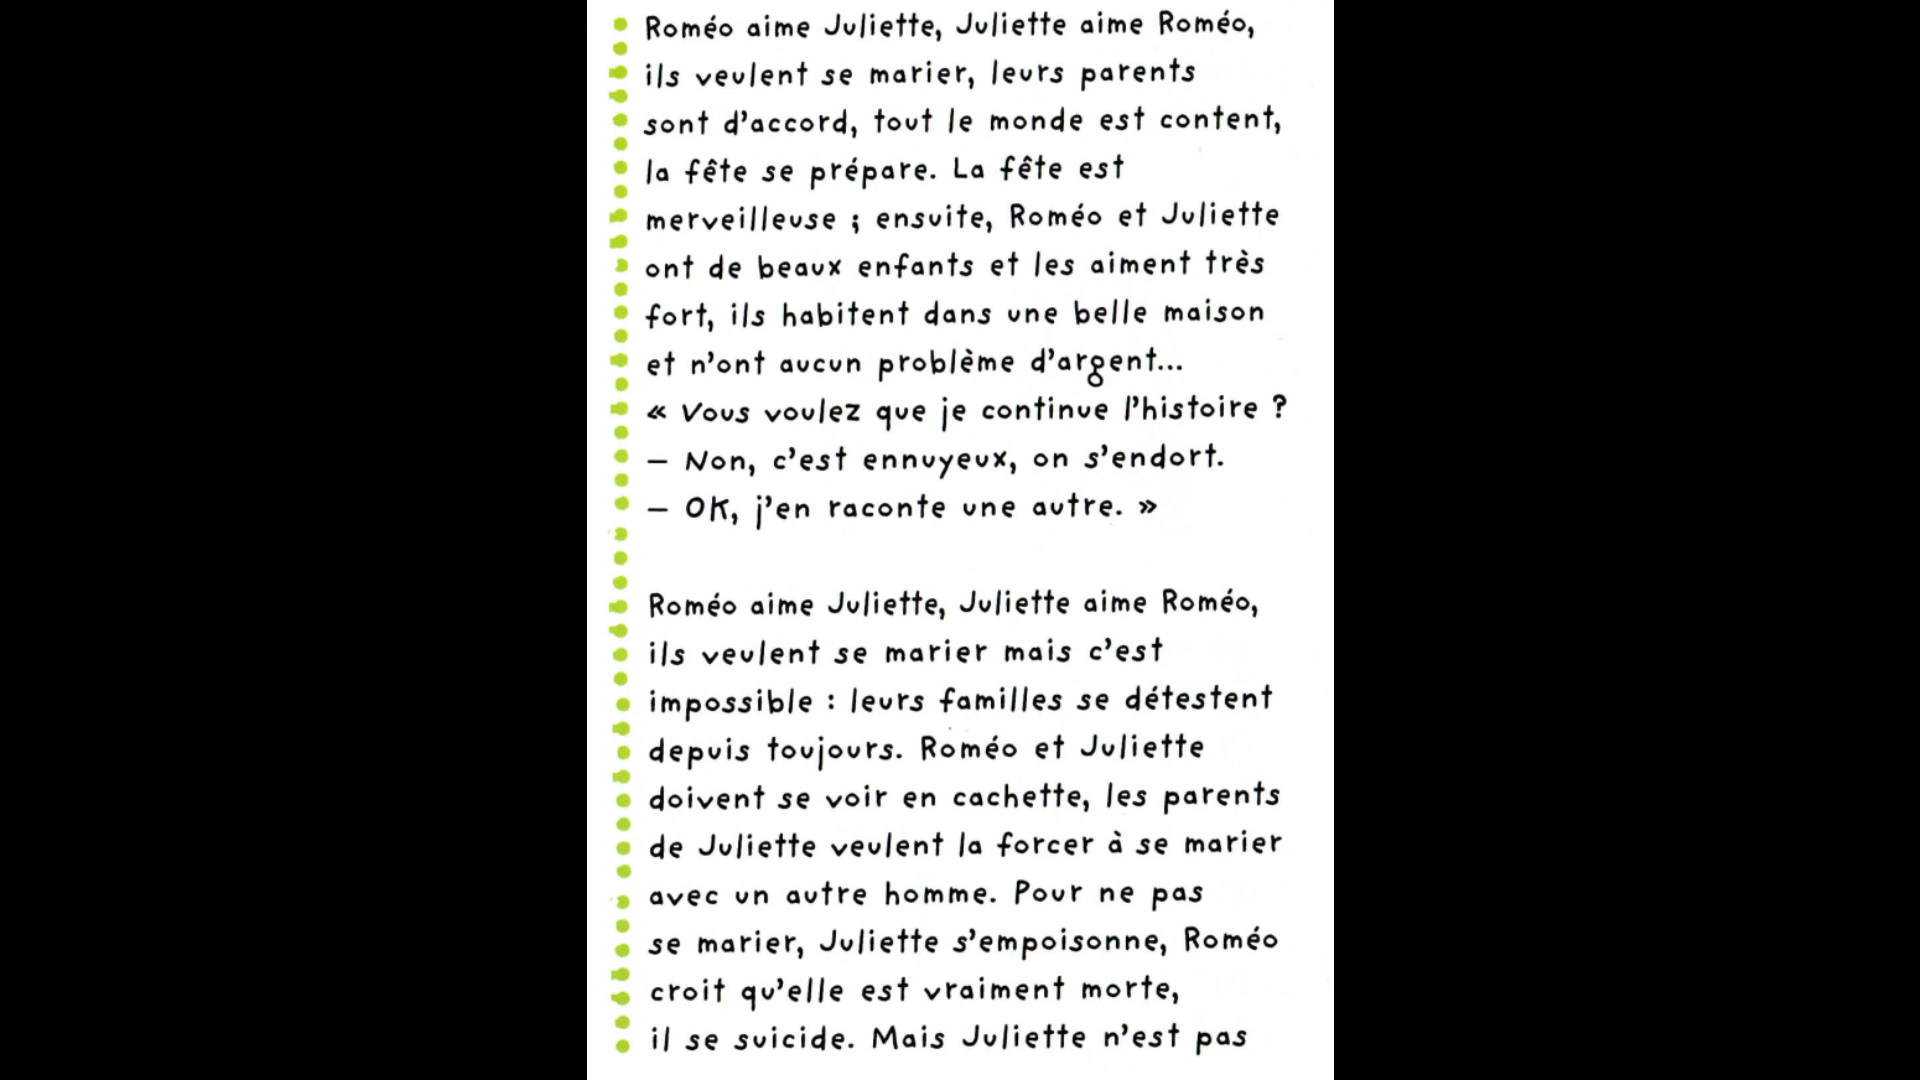 Roméo aime Juliette, Juliette aime Roméo,
ils veulent se marier, leurs parents
sont d'accord, tout le monde est content,
la fête se prépare. La fête est
merveilleuse ; ensuite, Roméo et Juliette
ont de beaux enfants et les aiment très
fort, ils habitent dans une belle maison
et n'ont aucun problème d'argent...
« Vous voulez que je continue l'histoire ?
– Non, c'est ennuyeux, on s'endort.
– OK, j'en raconte une autre. »
Roméo aime Juliette, Juliette aime Roméo,
ils veulent se marier mais c'est
impossible : leurs familles se détestent
depuis toujours. Roméo et Juliette
doivent se voir en cachette, les parents
de Juliette veulent la forcer à se marier
avec un autre homme. Pour ne pas
se marier, Juliette s'empoisonne, Roméo
croit qu'elle est vraiment morte,
il se suicide. Mais Juliette n'est pas